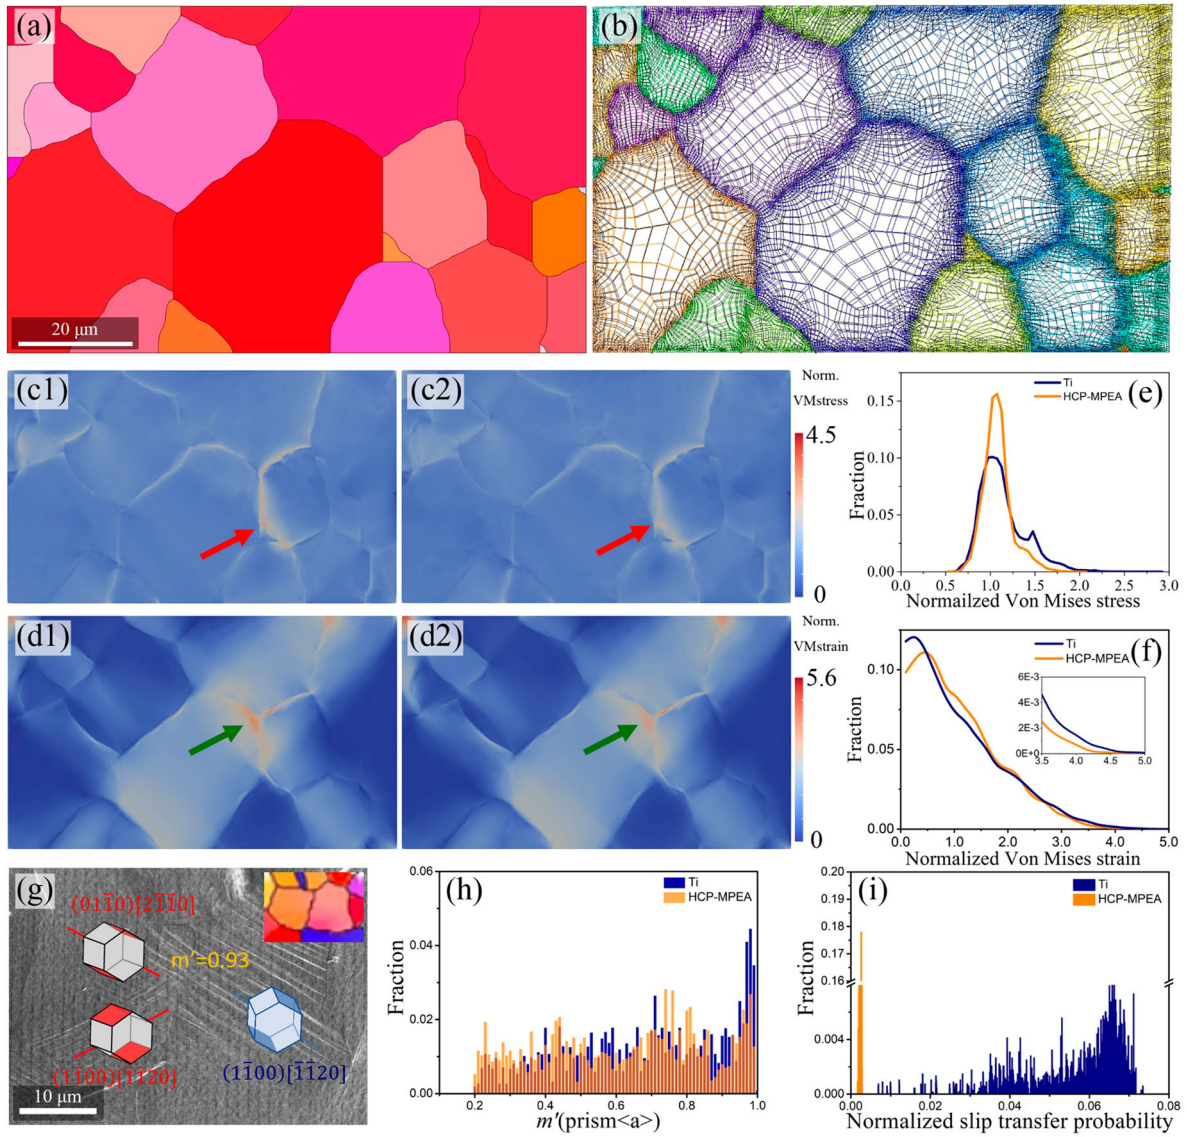 (a)
20 μm
(b)
(c1)
(c2)
Norm.
VMstress
4.5
0
(e)
Ti
HCP-MPEA
Fraction
0.15
0.10
0.05
0.00
0.0 0.5 1.0 1.5 2.0 2.5 3.0
Normailzed Von Mises stress
(d1)
(d2)
Norm.
VMstrain
5.6
0
(f)
Ti
HCP-MPEA
Fraction
0.10
0.05
0.00
6E-3
4E-3
2E-3
0E+0
3.5 4.0 4.5 5.0
0.0 1.0 2.0 3.0 4.0 5.0
Normalized Von Mises strain
(g)
(011̅0)[21̅1̅0]
m'=0.93
(11̅00)[1̅1̅20]
(11̅00)[1̅1̅20]
10 μm
(h)
Ti
HCP-MPEA
Fraction
0.06
0.04
0.02
0.00
0.2 0.4 0.6 0.8 1.0
m'(prism<a>)
(i)
Ti
HCP-MPEA
Fraction
0.20
0.19
0.18
0.17
0.16
0.004
0.000
0.00 0.02 0.04 0.06 0.08
Normalized slip transfer probability